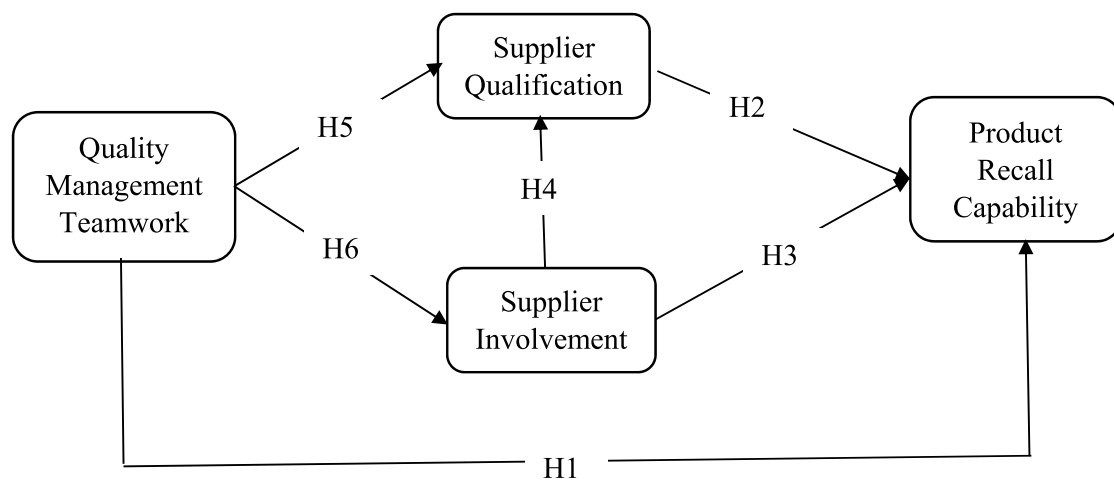 Supplier
Qualification
H5
H2
Quality
Management
Teamwork
Product
Recall
Capability
H4
H6
H3
Supplier
Involvement
H1